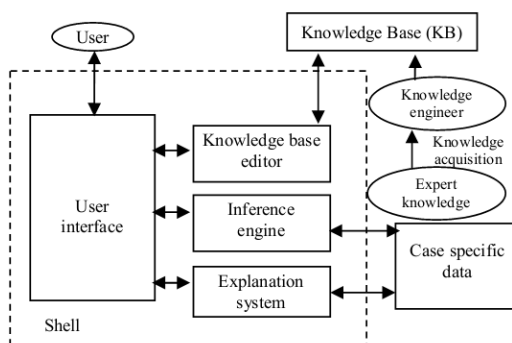 User
Knowledge Base (KB)
Knowledge
engineer
Knowledge
acquisition
Knowledge base
editor
User
interface
Expert
knowledge
Inference
engine
Case specific
data
Explanation
system
Shell